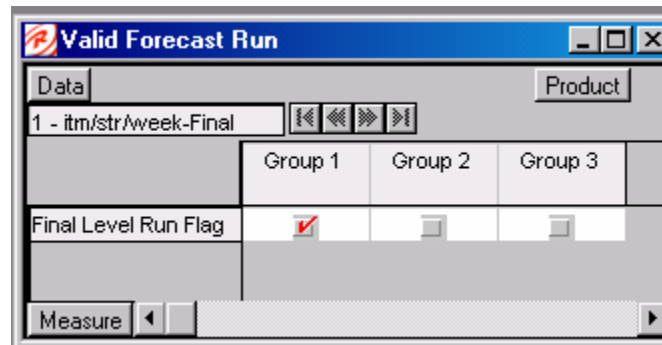 Valid Forecast Run
Data Product
1 - itm/str/week-Final
Group 1 Group 2 Group 3
Final Level Run Flag
Measure